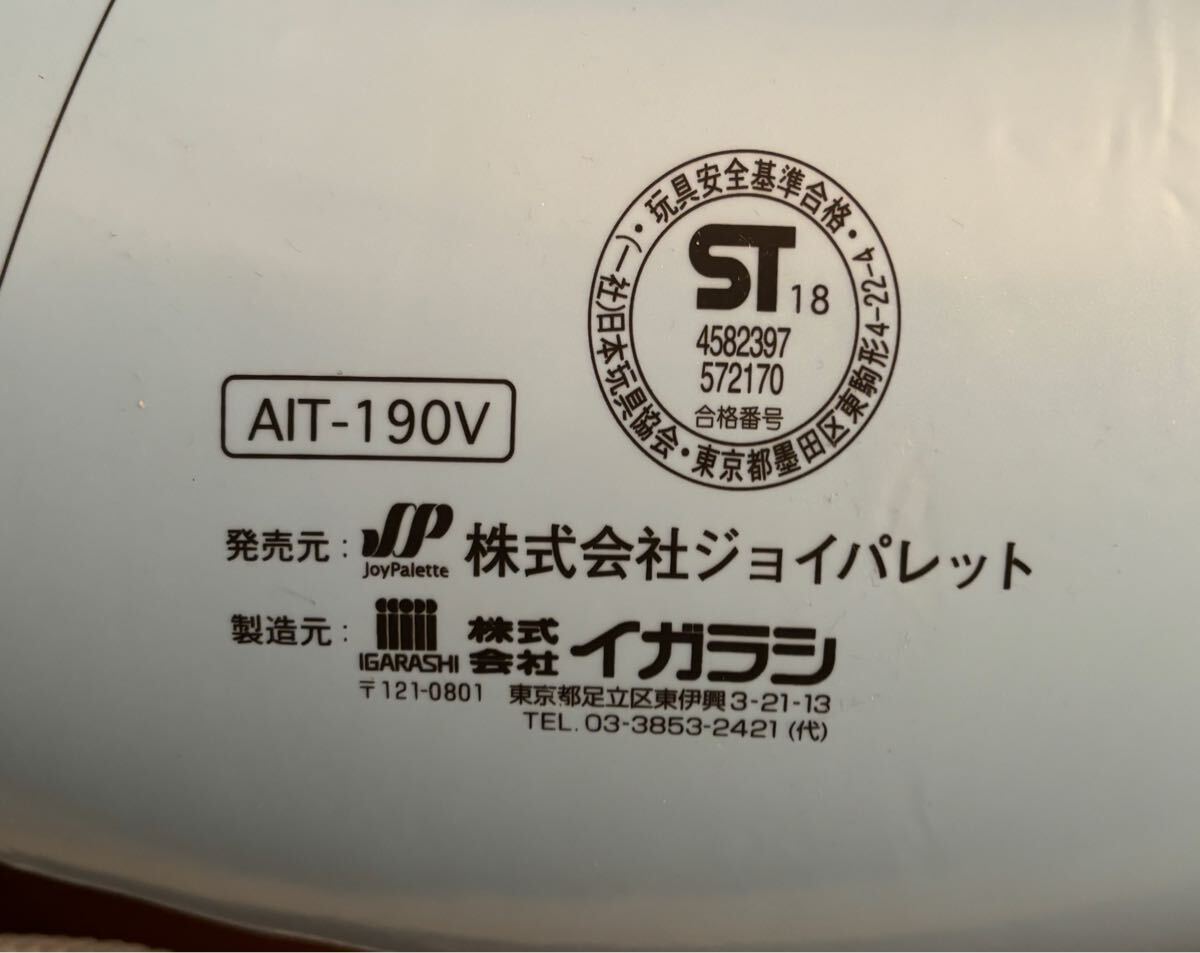 ・玩具安全基準合格・
東京都墨田区東駒形4-22-4
・(一社)日本玩具協会・
ST 18
4582397
572170
合格番号
AIT-190V
発売元: JP JoyPalette 株式会社ジョイパレット
製造元: IGARASHI 株式会社イガラシ
〒121-0801 東京都足立区東伊興3-21-13
TEL. 03-3853-2421 (代)